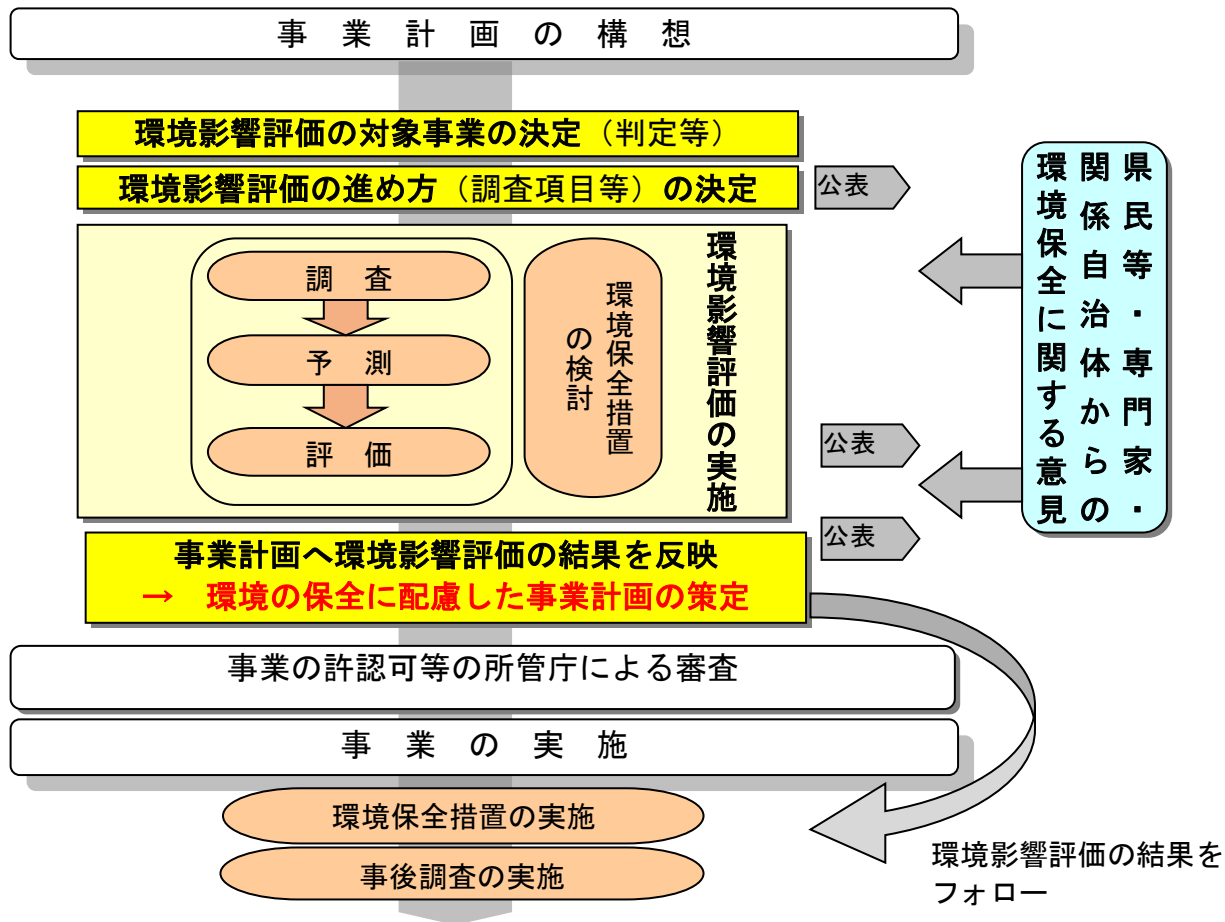 事業計画の構想
環境影響評価の対象事業の決定（判定等）
環境影響評価の進め方（調査項目等）の決定
公表
調査
予測
評価
環境保全措置
の検討
環境影響評価の実施
公表
県民等・専門家・
関係自治体からの
環境保全に関する意見
公表
事業計画へ環境影響評価の結果を反映
→ 環境の保全に配慮した事業計画の策定
事業の許認可等の所管庁による審査
事業の実施
環境保全措置の実施
事後調査の実施
環境影響評価の結果を
フォロー